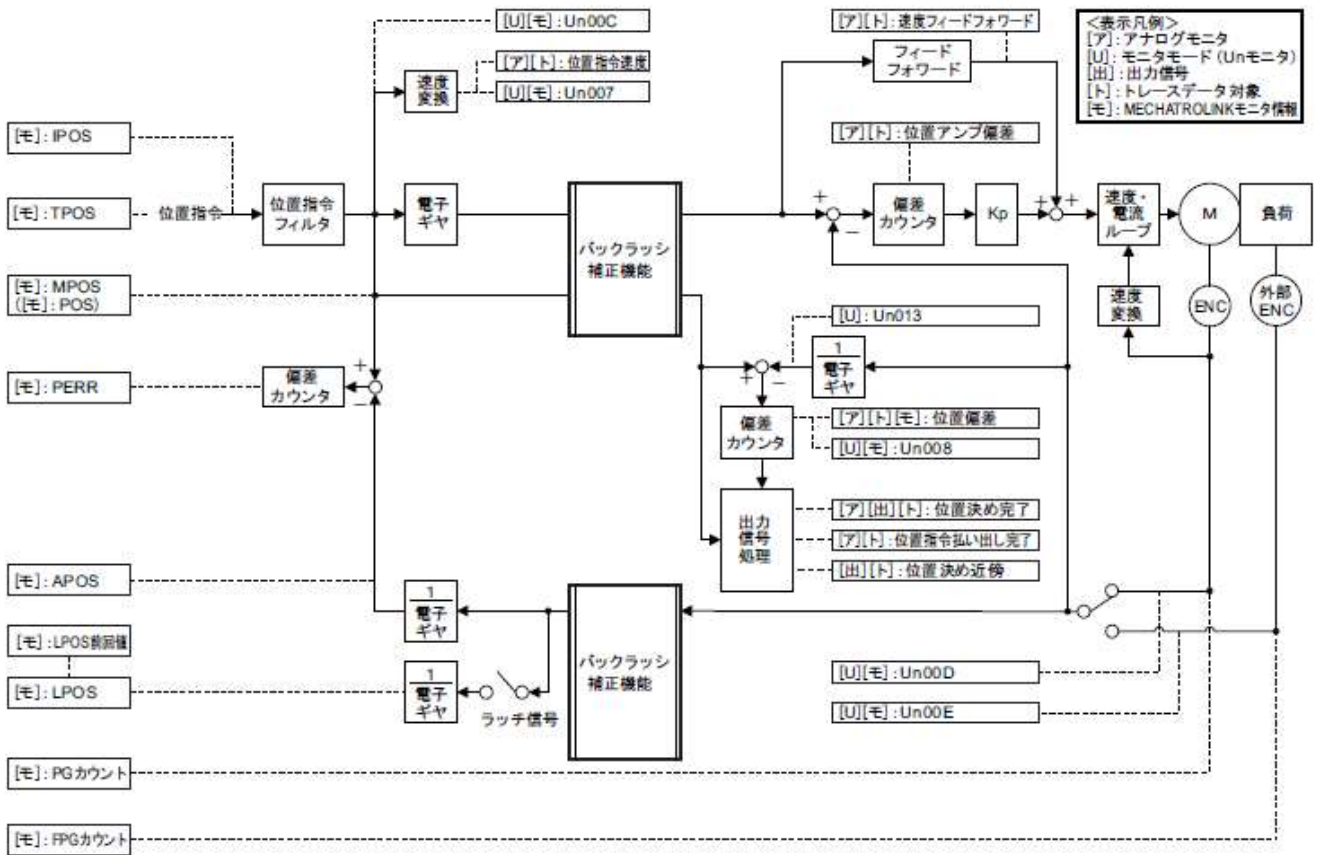 [U][モ]:Un00C
[ア][ト]:位置指令速度
[U][モ]:Un007
速度
変換
[ア][ト]:速度フィードフォワード
フィード
フォワード
<表示凡例>
[ア]:アナログモニタ
[U]:モニタモード(Unモニタ)
[出]:出力信号
[ト]:トレースデータ対象
[モ]:MECHATROLINKモニタ情報
[ア][ト]:位置アンプ偏差
[モ]:IPOS
[モ]:TPOS
位置指令
位置指令
フィルタ
電子
ギヤ
バックラッシ
補正機能
+
−
偏差
カウンタ
Kp
+
+
速度・
電流
ループ
M
負荷
[モ]:MPOS
([モ]:POS)
速度
変換
ENC
外部
ENC
[U]:Un013
[モ]:PERR
偏差
カウンタ
+
−
+
−
1
電子
ギヤ
偏差
カウンタ
[ア][ト][モ]:位置偏差
[U][モ]:Un008
出力
信号
処理
[ア][出][ト]:位置決め完了
[ア][ト]:位置指令払い出し完了
[出][ト]:位置決め近傍
[モ]:APOS
1
電子
ギヤ
[モ]:LPOS前回値
[モ]:LPOS
1
電子
ギヤ
ラッチ信号
バックラッシ
補正機能
[U][モ]:Un00D
[U][モ]:Un00E
[モ]:PGカウント
[モ]:FPGカウント